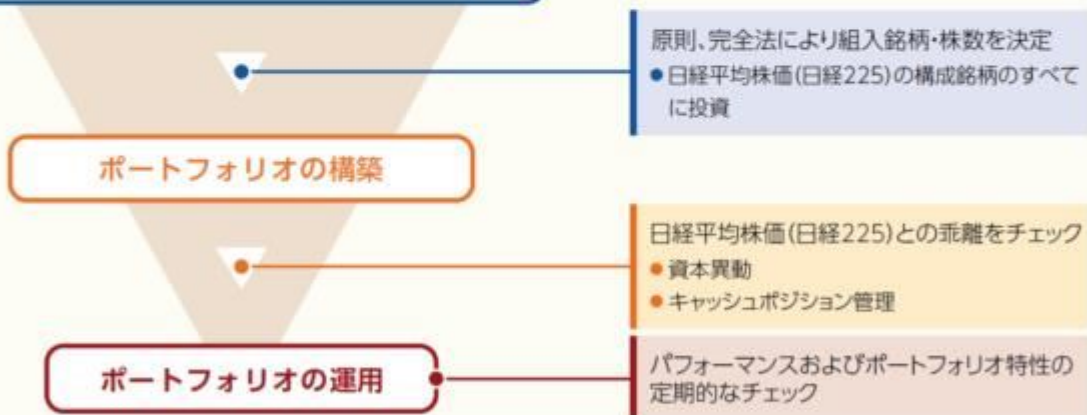 原則、完全法により組入銘柄・株数を決定
●日経平均株価(日経225)の構成銘柄のすべて
に投資
ポートフォリオの構築
日経平均株価(日経225)との乖離をチェック
●資本異動
●キャッシュポジション管理
ポートフォリオの運用
パフォーマンスおよびポートフォリオ特性の
定期的なチェック